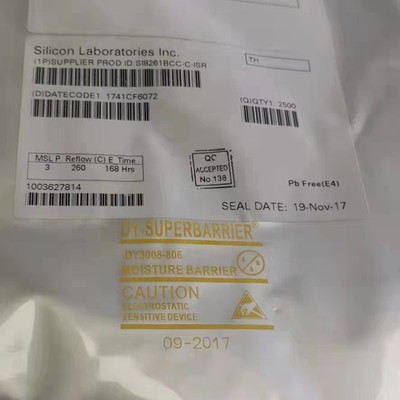 Silicon Laboratories Inc.
(1P)SUPPLIER PROD ID:SI8261BCC-C-ISR
TH
(D)DATECODE1: 1741CF6072
(Q)QTY1: 2500
MSL P. Reflow (C) E. Time
3 260 168 Hrs
QC
ACCEPTED
No.138
1003627814
Pb Free(E4)
SEAL DATE: 19-Nov-17
DY-SUPERBARRIER®
-DY3008-806
MOISTURE BARRIER
CAUTION
ELECTROSTATIC
SENSITIVE DEVICE
09-2017